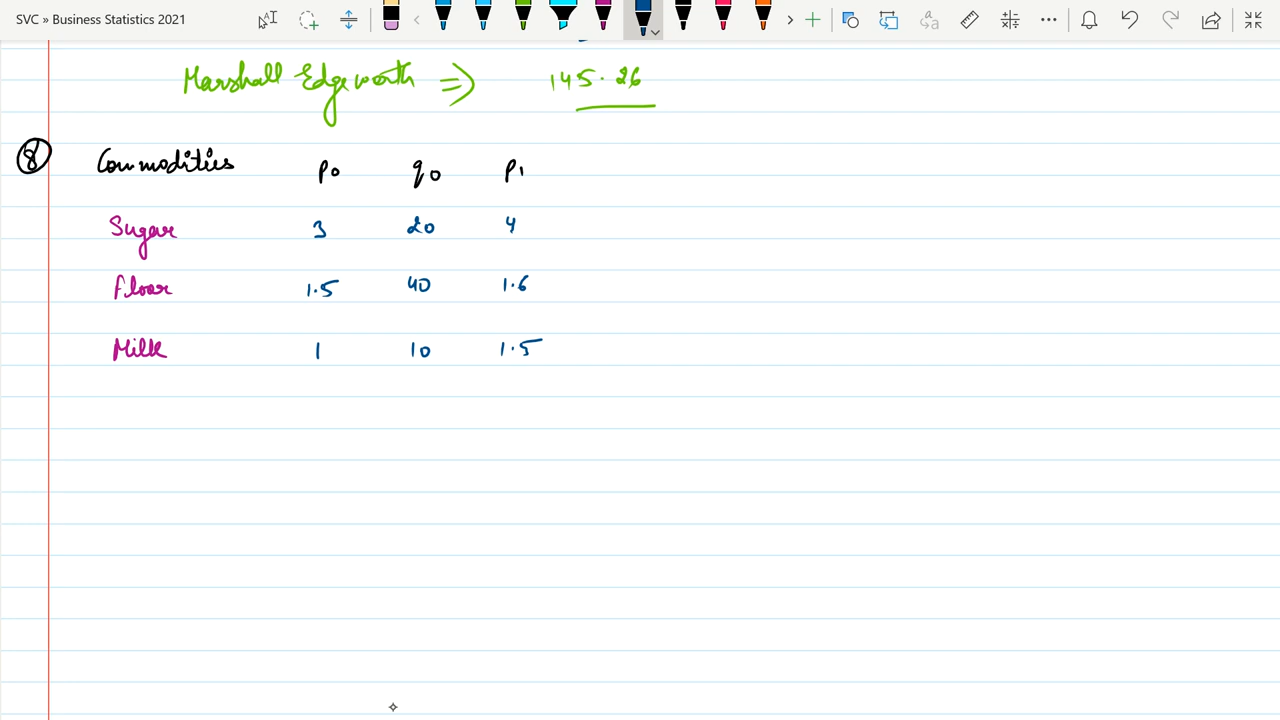 SVC » Business Statistics 2021
Marshall Edgeworth ⇒ 145.26
8 Commodities p0 q0 p1
Sugar 3 20 4
Floor 1.5 40 1.6
Milk 1 10 1.5